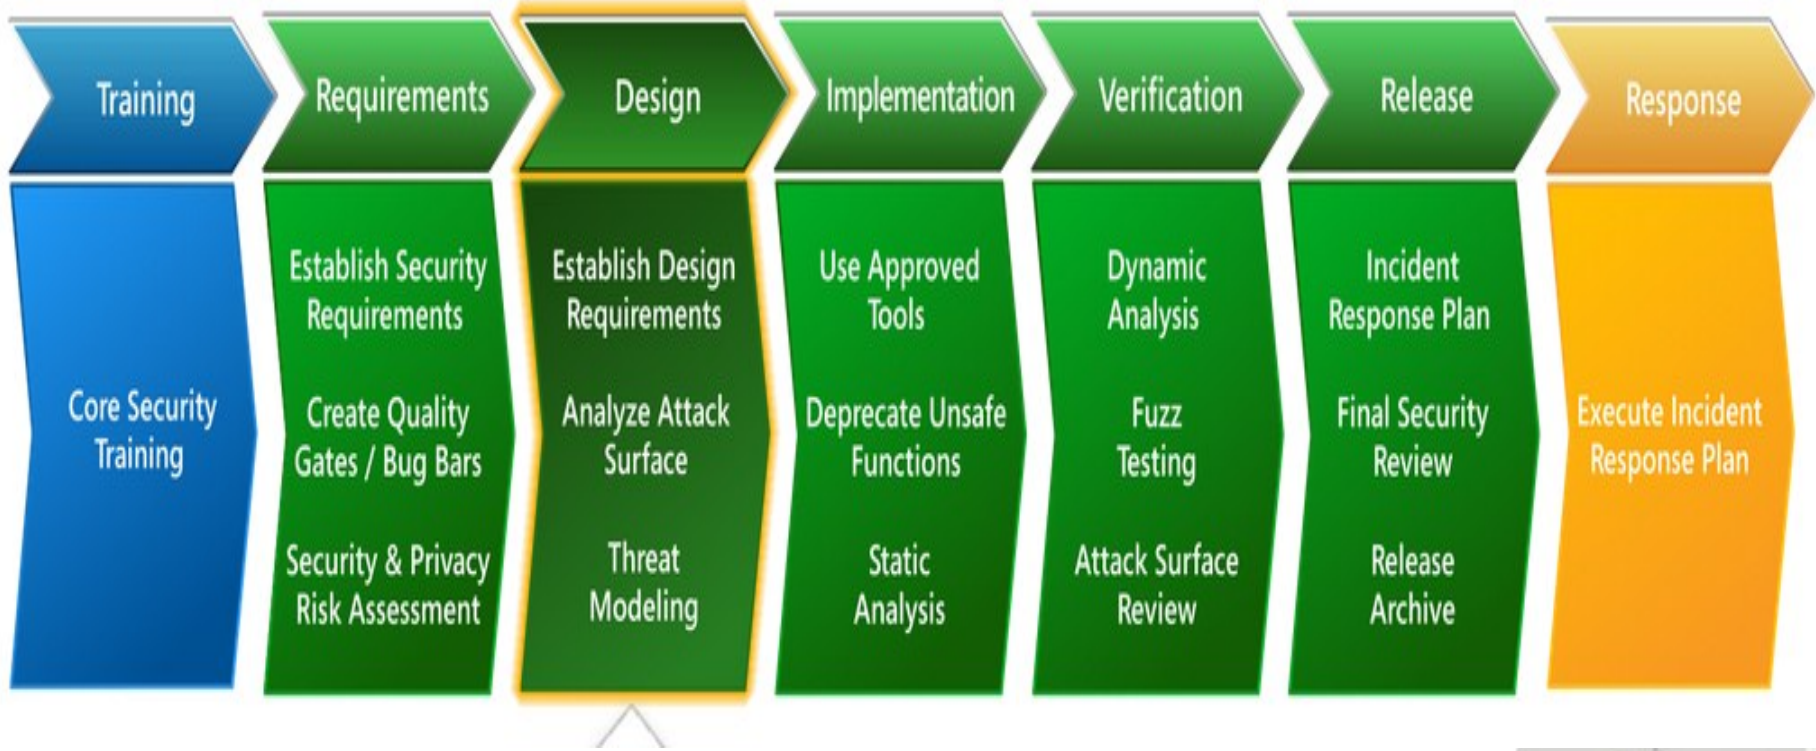 Training
Requirements
Design
Implementation
Verification
Release
Response
Core Security
Training
Establish Security
Requirements
Create Quality
Gates / Bug Bars
Security & Privacy
Risk Assessment
Establish Design
Requirements
Analyze Attack
Surface
Threat
Modeling
Use Approved
Tools
Deprecate Unsafe
Functions
Static
Analysis
Dynamic
Analysis
Fuzz
Testing
Attack Surface
Review
Incident
Response Plan
Final Security
Review
Release
Archive
Execute Incident
Response Plan